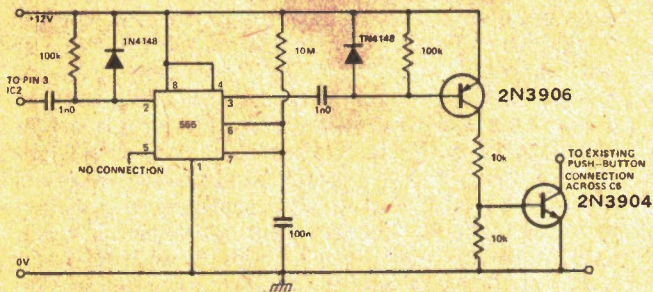 +12V
100k
1N4148
10M
1N4148
100k
TO PIN 3
IC2
1n0
2
8
4
3
555
6
5
7
1
NO CONNECTION
1n0
2N3906
10k
TO EXISTING
PUSH-BUTTON
CONNECTION
ACROSS C6
2N3904
100n
10k
0V